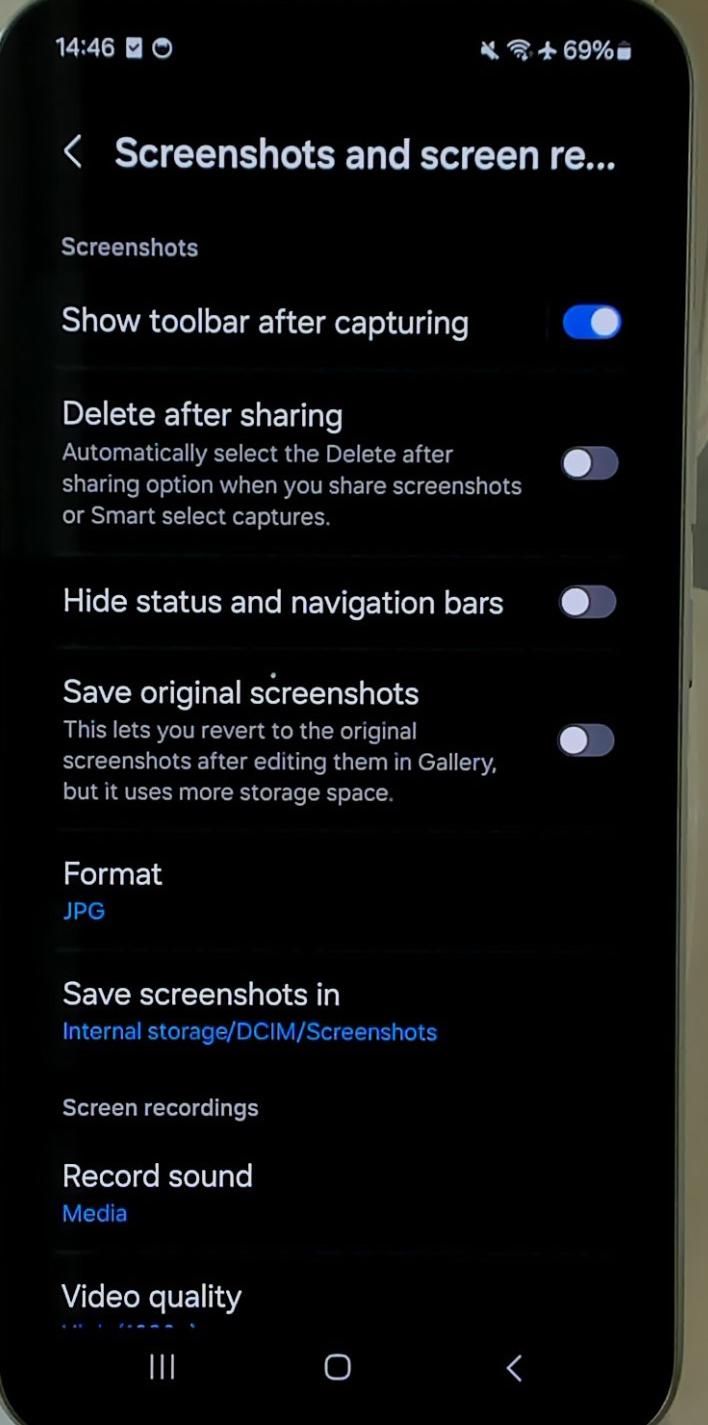 14:46 69%
Screenshots and screen re...
Screenshots
Show toolbar after capturing
Delete after sharing
Automatically select the Delete after
sharing option when you share screenshots
or Smart select captures.
Hide status and navigation bars
Save original screenshots
This lets you revert to the original
screenshots after editing them in Gallery,
but it uses more storage space.
Format
JPG
Save screenshots in
Internal storage/DCIM/Screenshots
Screen recordings
Record sound
Media
Video quality